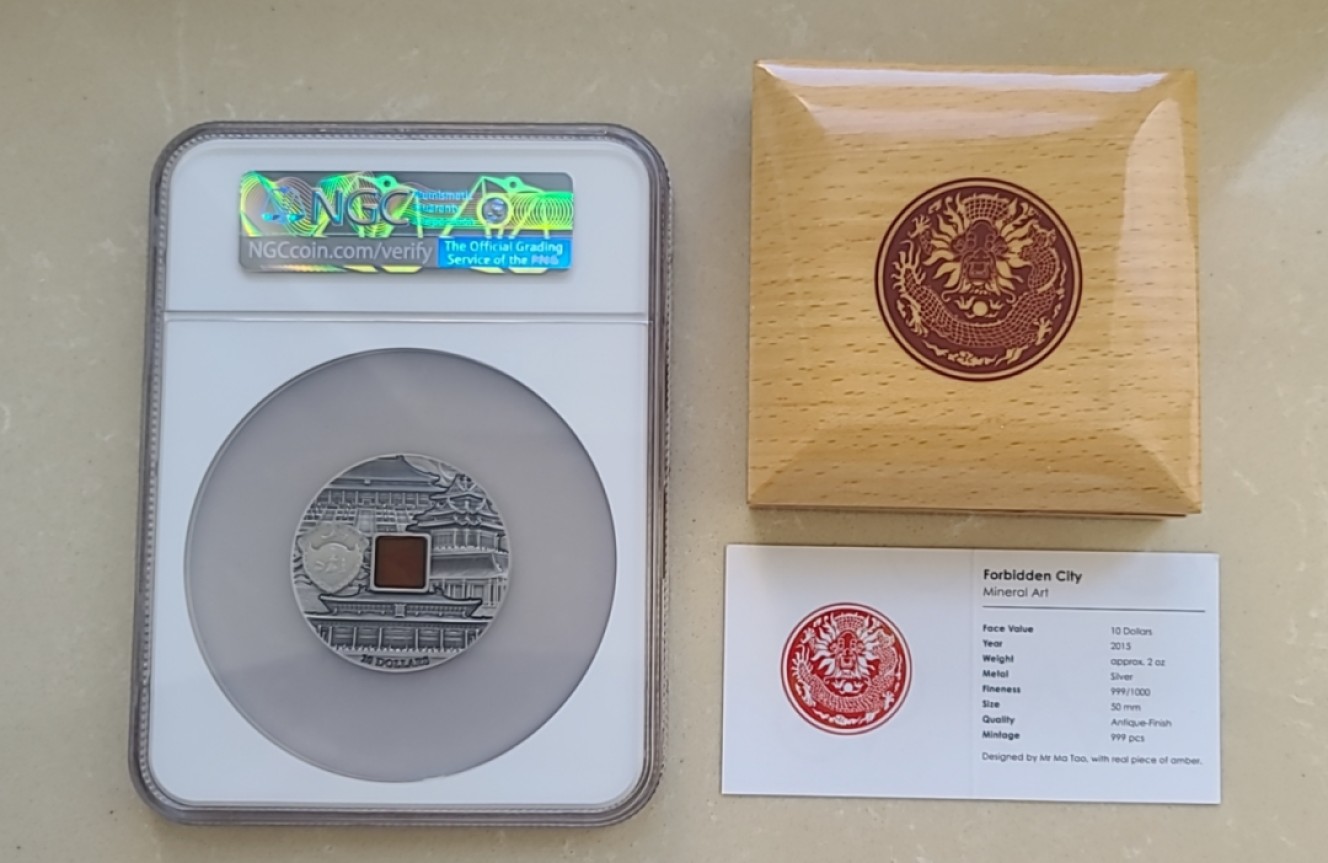 NGC
Numismatic
Guaranty
NGCcoin.com/verify
The Official Grading
Service of the PNG
10 DOLLARS
Forbidden City
Mineral Art
Face Value 10 Dollars
Year 2015
Weight approx. 2 oz
Metal Silver
Fineness 999/1000
Size 50 mm
Quality Antique-Finish
Mintage 999 pcs
Designed by Mr Ma Tao, with real piece of amber.